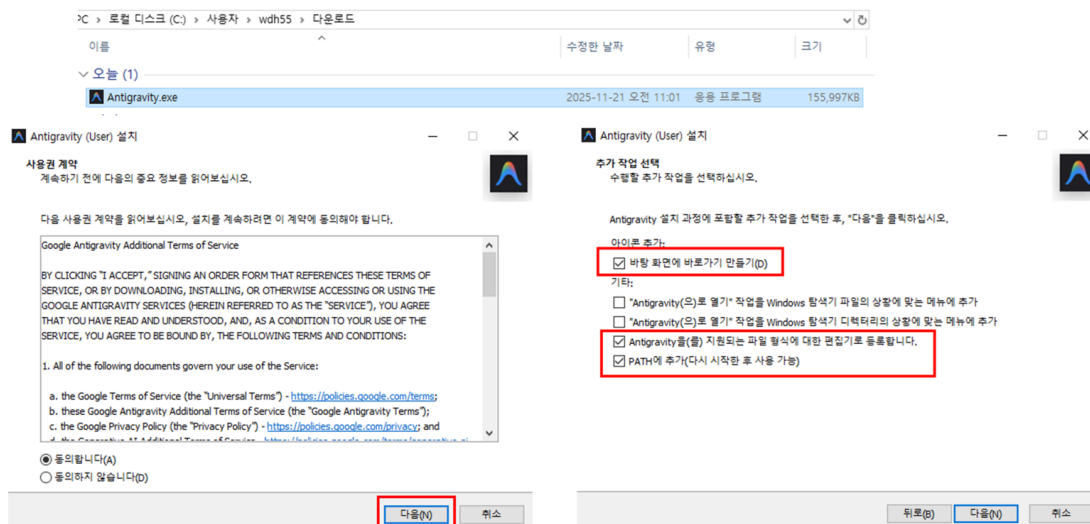 PC › 로컬 디스크 (C:) › 사용자 › wdh55 › 다운로드
이름 수정한 날짜 유형 크기
오늘 (1)
Antigravity.exe 2025-11-21 오전 11:01 응용 프로그램 155,997KB
Antigravity (User) 설치
사용권 계약
계속하기 전에 다음의 중요 정보를 읽어보십시오.
다음 사용권 계약을 읽어보십시오, 설치를 계속하려면 이 계약에 동의해야 합니다.
Google Antigravity Additional Terms of Service
BY CLICKING "I ACCEPT," SIGNING AN ORDER FORM THAT REFERENCES THESE TERMS OF
SERVICE, OR BY DOWNLOADING, INSTALLING, OR OTHERWISE ACCESSING OR USING THE
GOOGLE ANTIGRAVITY SERVICES (HEREIN REFERRED TO AS THE "SERVICE"), YOU AGREE
THAT YOU HAVE READ AND UNDERSTOOD, AND, AS A CONDITION TO YOUR USE OF THE
SERVICE, YOU AGREE TO BE BOUND BY, THE FOLLOWING TERMS AND CONDITIONS:
1. All of the following documents govern your use of the Service:
a. the Google Terms of Service (the "Universal Terms") - https://policies.google.com/terms;
b. these Google Antigravity Additional Terms of Service (the "Google Antigravity Terms");
c. the Google Privacy Policy (the "Privacy Policy") - https://policies.google.com/privacy; and
동의합니다(A)
동의하지 않습니다(D)
다음(N) 취소
Antigravity (User) 설치
추가 작업 선택
수행할 추가 작업을 선택하십시오.
Antigravity 설치 과정에 포함할 추가 작업을 선택한 후, "다음"을 클릭하십시오.
아이콘 추가:
바탕 화면에 바로가기 만들기(D)
기타:
"Antigravity(으)로 열기" 작업을 Windows 탐색기 파일의 상황에 맞는 메뉴에 추가
"Antigravity(으)로 열기" 작업을 Windows 탐색기 디렉터리의 상황에 맞는 메뉴에 추가
Antigravity을(를) 지원되는 파일 형식에 대한 편집기로 등록합니다.
PATH에 추가(다시 시작한 후 사용 가능)
뒤로(B) 다음(N) 취소